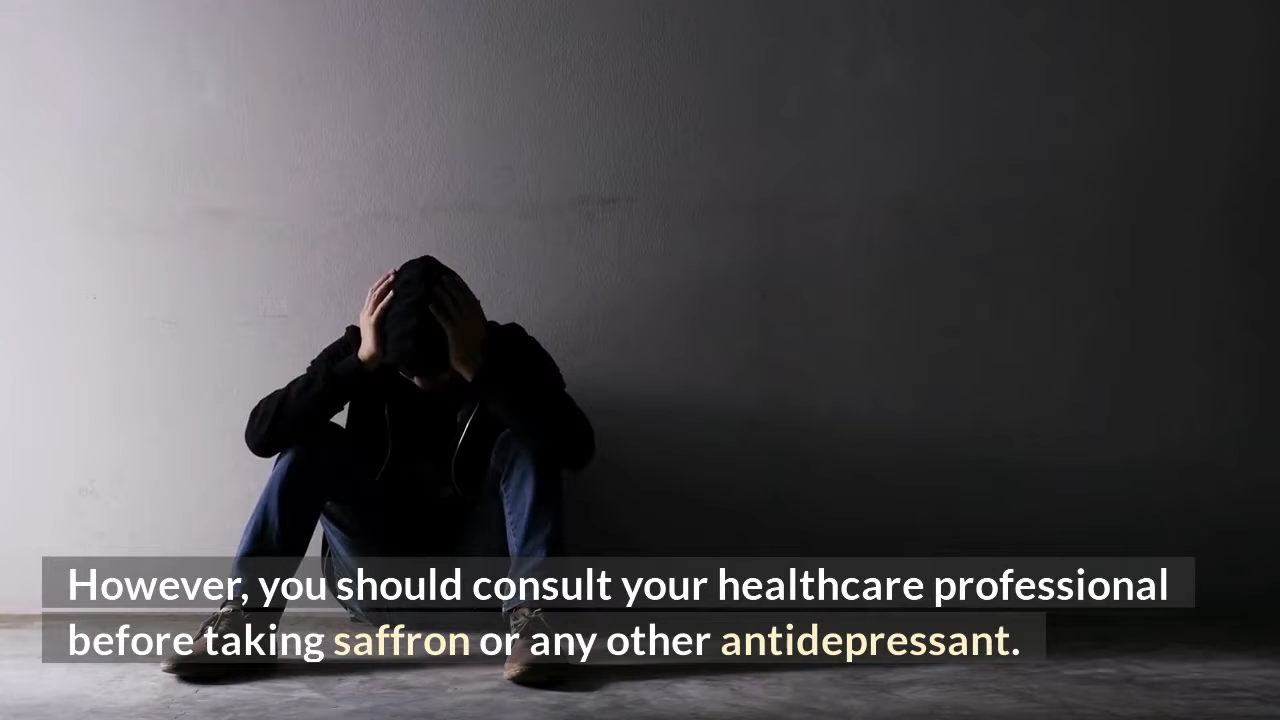 However, you should consult your healthcare professional
before taking saffron or any other antidepressant.